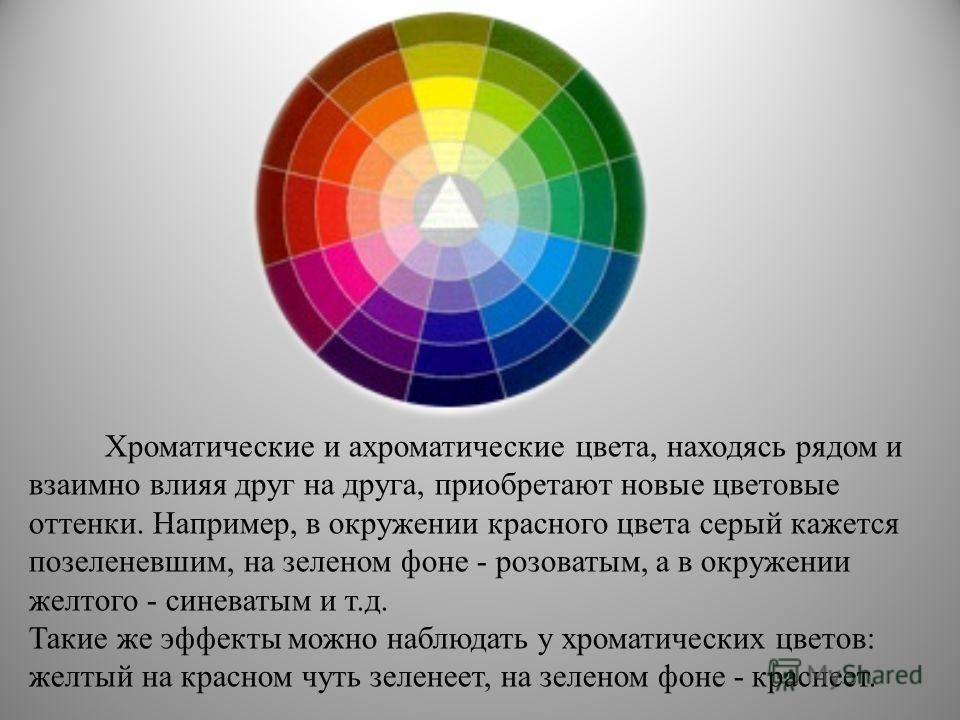 Хроматические и ахроматические цвета, находясь рядом и
взаимно влияя друг на друга, приобретают новые цветовые
оттенки. Например, в окружении красного цвета серый кажется
позеленевшим, на зеленом фоне - розоватым, а в окружении
желтого - синеватым и т.д.
Такие же эффекты можно наблюдать у хроматических цветов:
желтый на красном чуть зеленеет, на зеленом фоне - краснеет.
MyShared